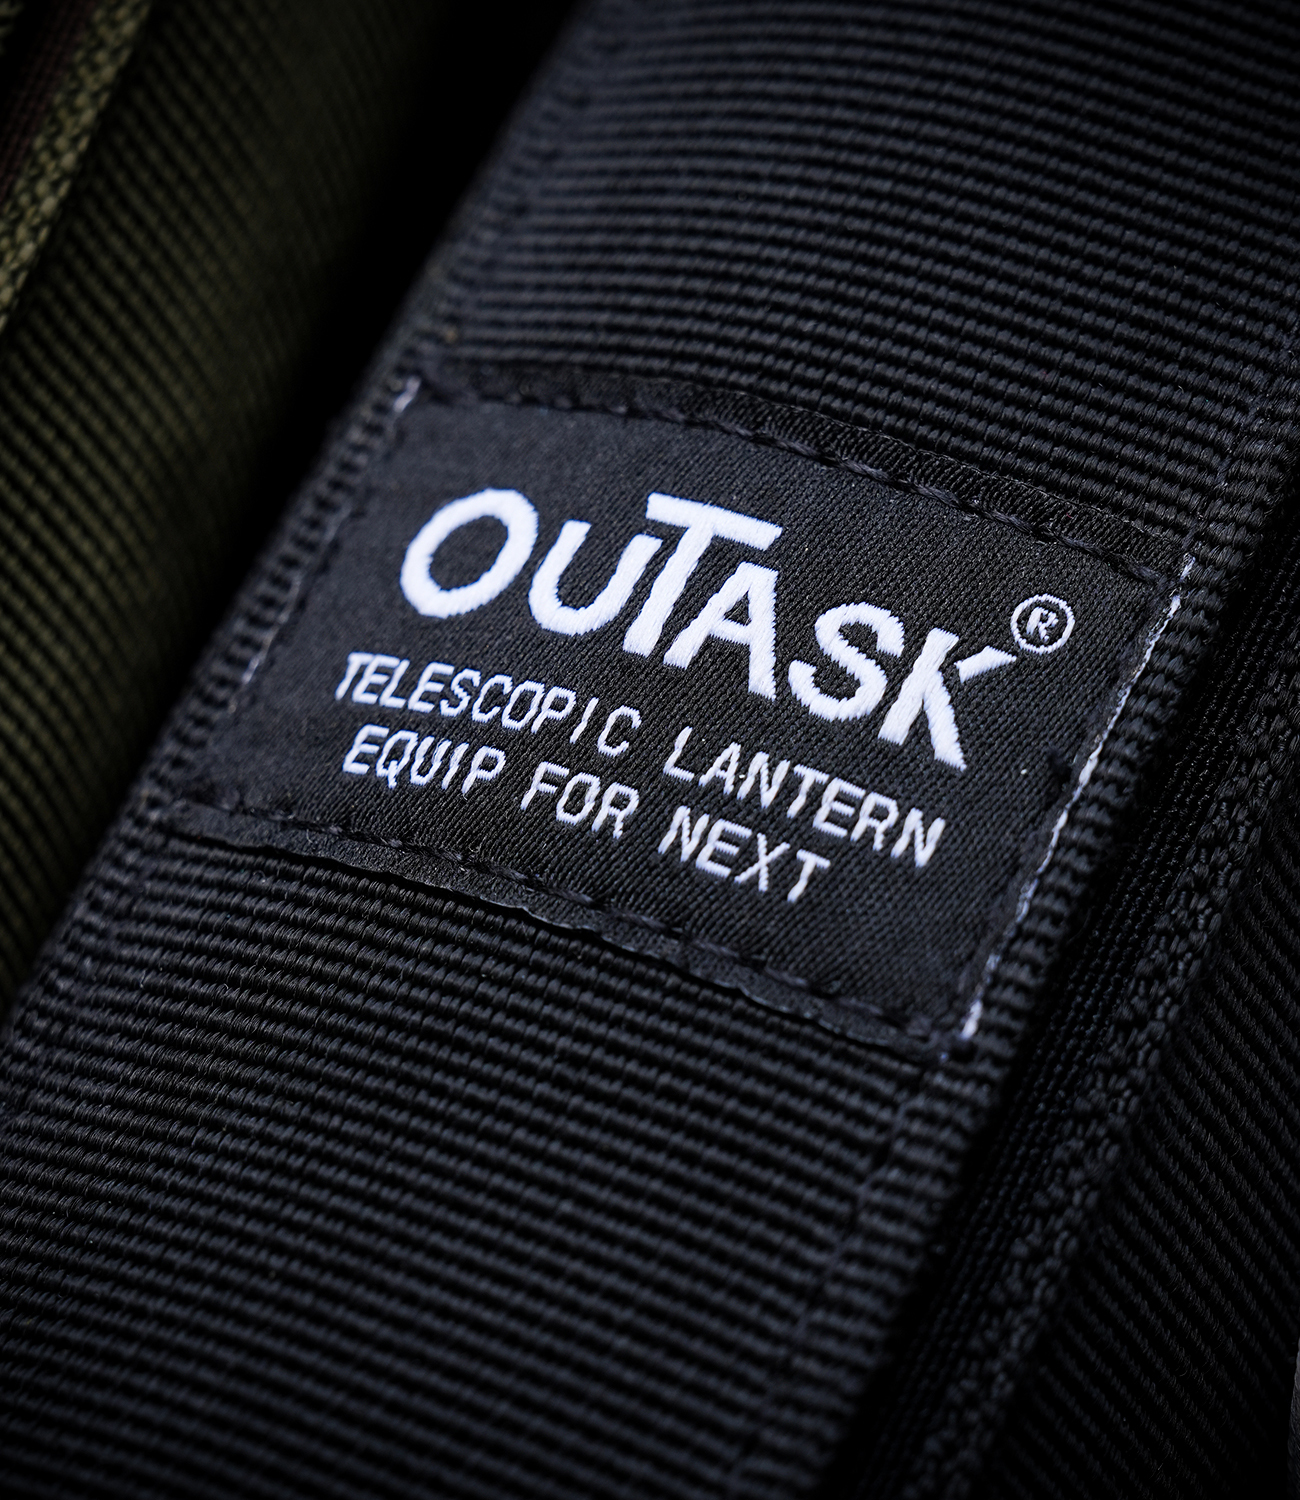 OUTASK®
TELESCOPIC LANTERN
EQUIP FOR NEXT